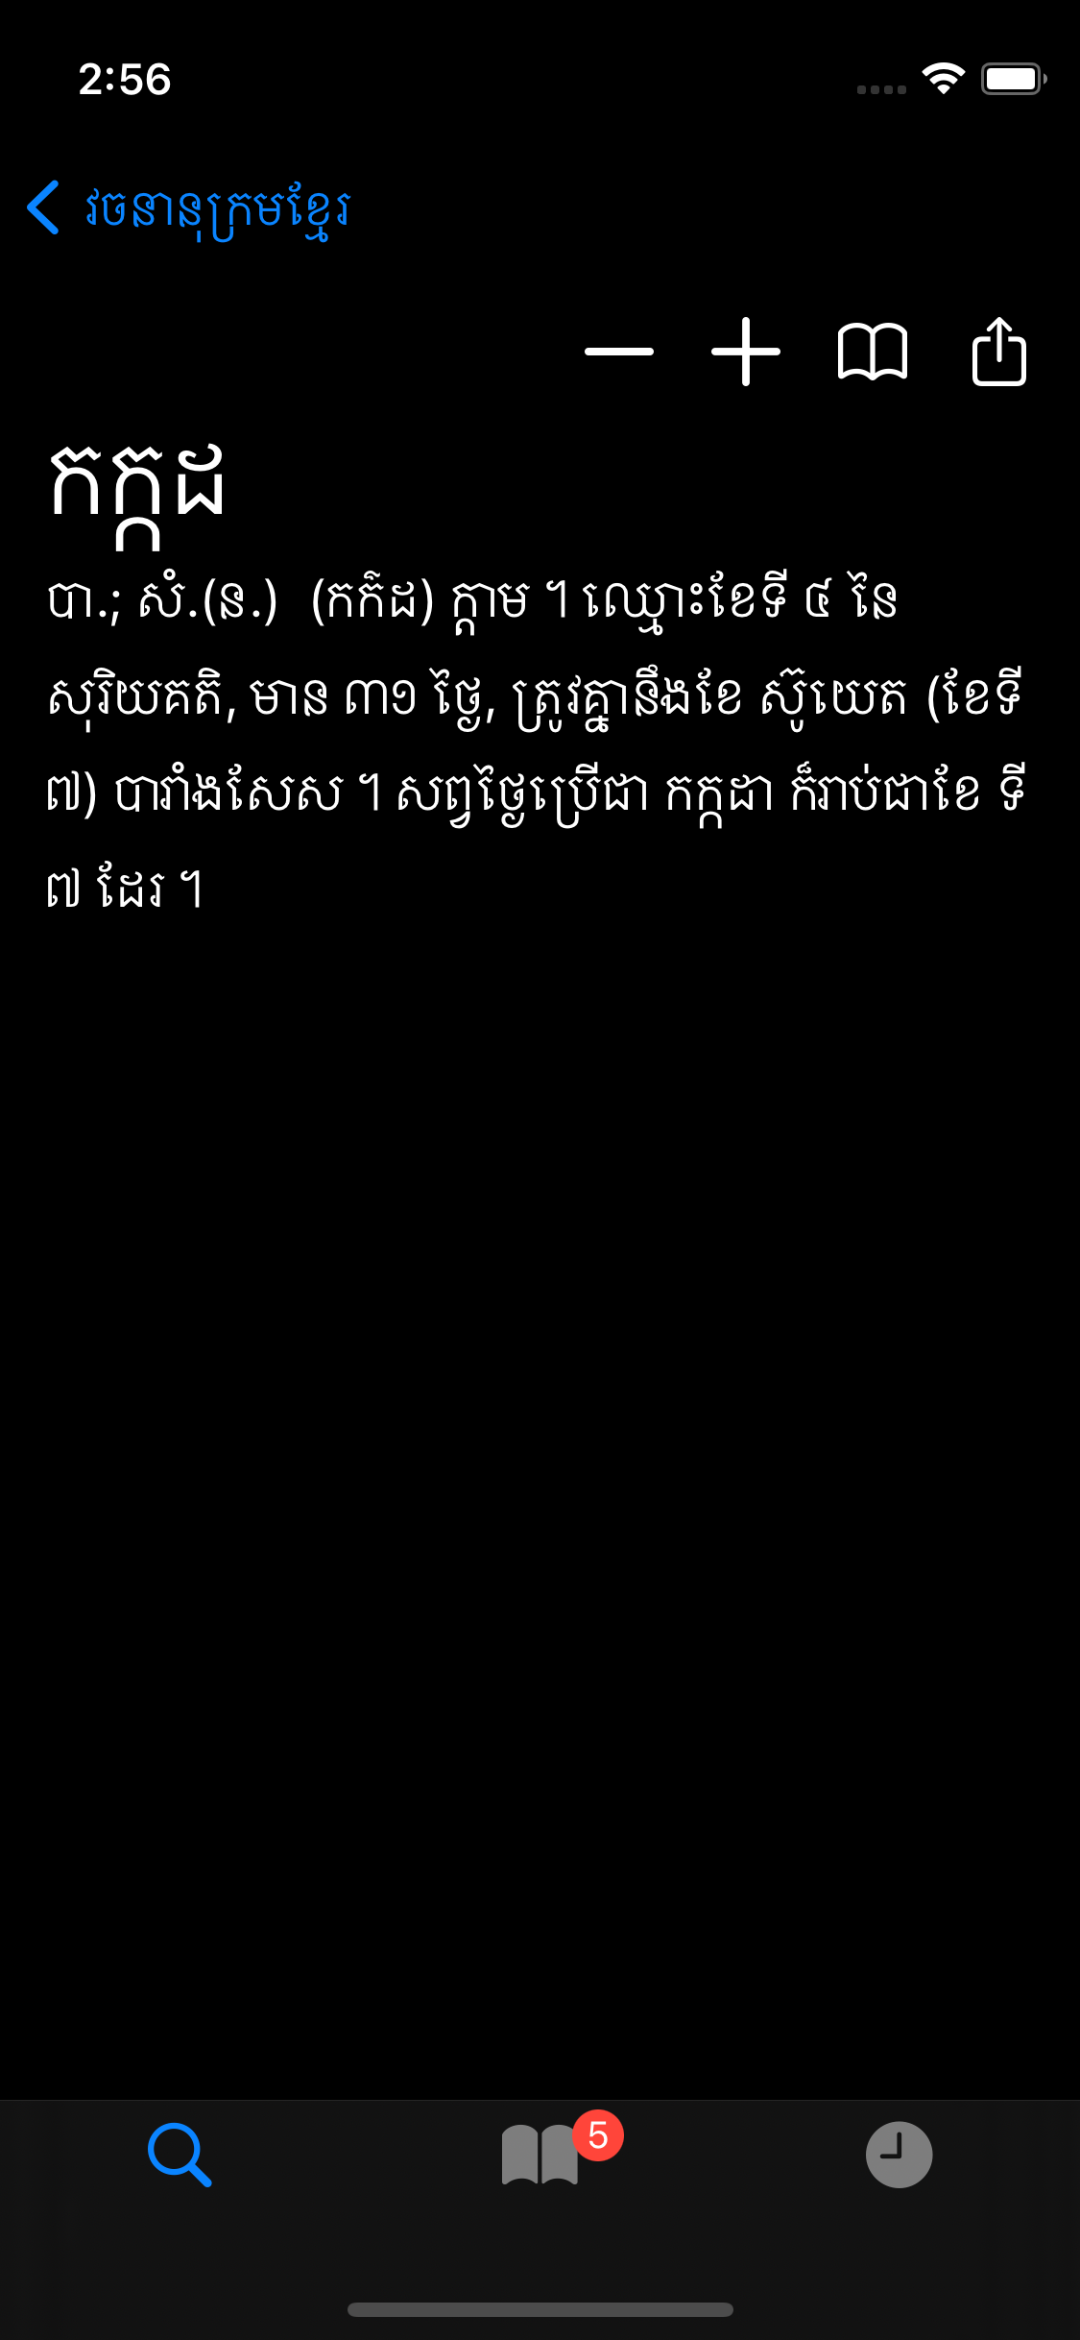 2:56
វចនានុក្រមខ្មែរ
កក្កដ
បា.; សំ.(ន.) (កក៌ដ) ក្ដាម ។ ឈ្មោះខែទី ៤ នៃ
សុរិយគតិ, មាន ៣១ ថ្ងៃ, ត្រូវគ្នានឹងខែ ស៊ូយេត (ខែទី
៧) បារាំងសែស ។ សព្វថ្ងៃប្រើជា កក្កដា ក៏រាប់ជាខែ ទី
៧ ដែរ ។
5